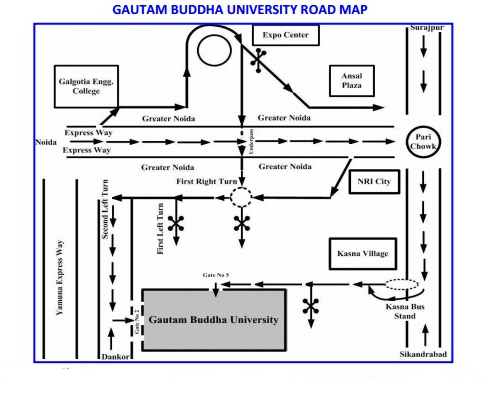 GAUTAM BUDDHA UNIVERSITY ROAD MAP
Surajpur
Expo Center
Galgotia Engg.
College
Ansal
Plaza
Greater Noida
Greater Noida
Express Way
Noida
Express Way
Underpass
Pari
Chowk
Greater Noida
Greater Noida
First Right Turn
NRI City
Second Left Turn
First Left Turn
Yamuna Express Way
Kasna Village
Gate No 5
Kasna Bus
Stand
Gate No 2
Gautam Buddha University
Dankor
Sikandrabad